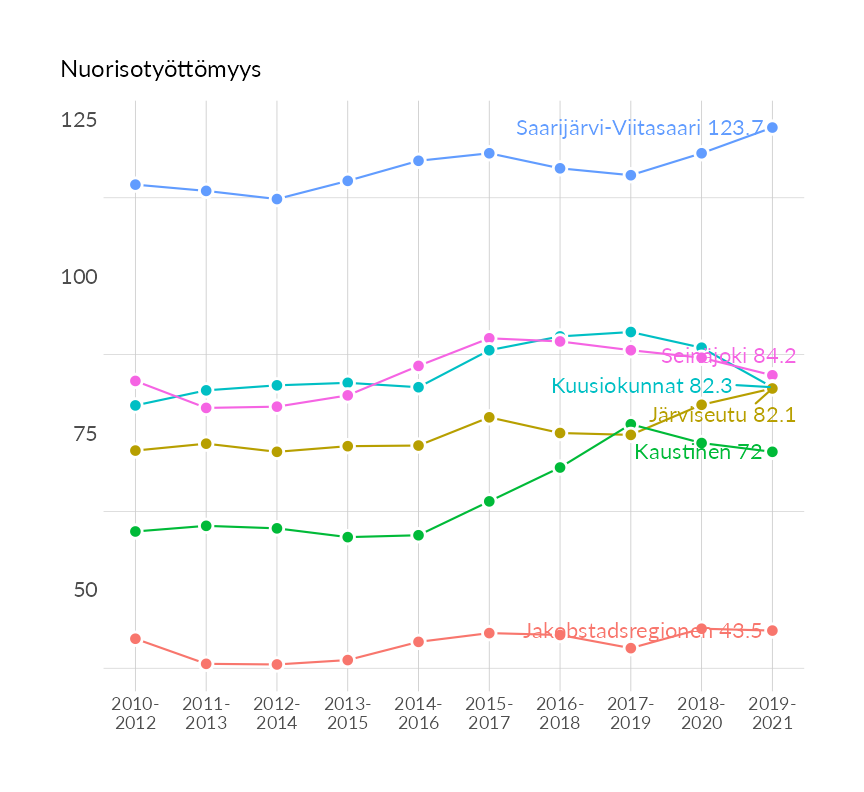 Nuorisotyöttömyys
125
Saarijärvi-Viitasaari 123.7
100
Seinäjoki 84.2
Kuusiokunnat 82.3
Järviseutu 82.1
75
Kaustinen 72
50
Jakobstadsregionen 43.5
2010- 2011- 2012- 2013- 2014- 2015- 2016- 2017- 2018- 2019-
2012 2013 2014 2015 2016 2017 2018 2019 2020 2021